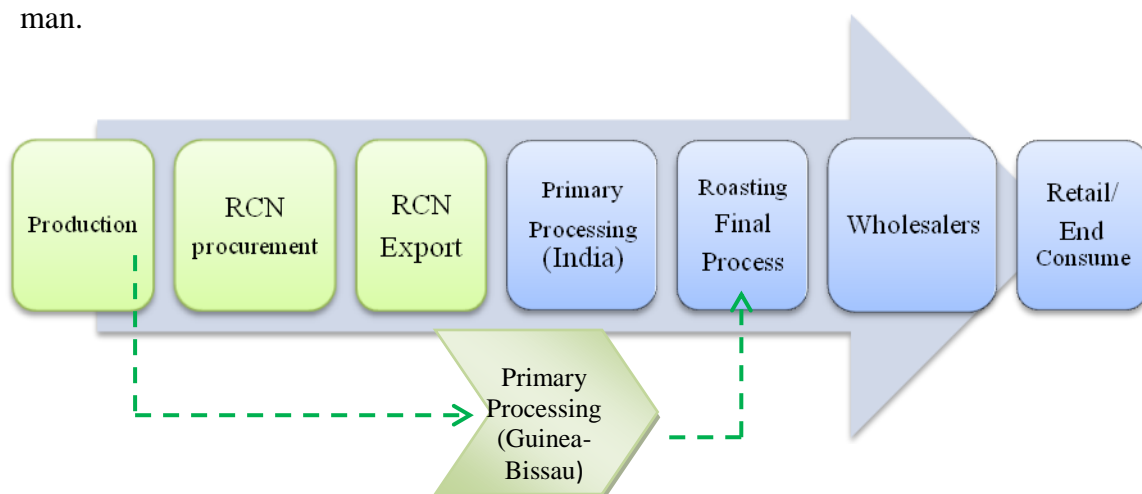 man.
Production
RCN
procurement
RCN
Export
Primary
Processing
(India)
Roasting
Final
Process
Wholesalers
Retail/
End
Consume
Primary
Processing
(Guinea-
Bissau)